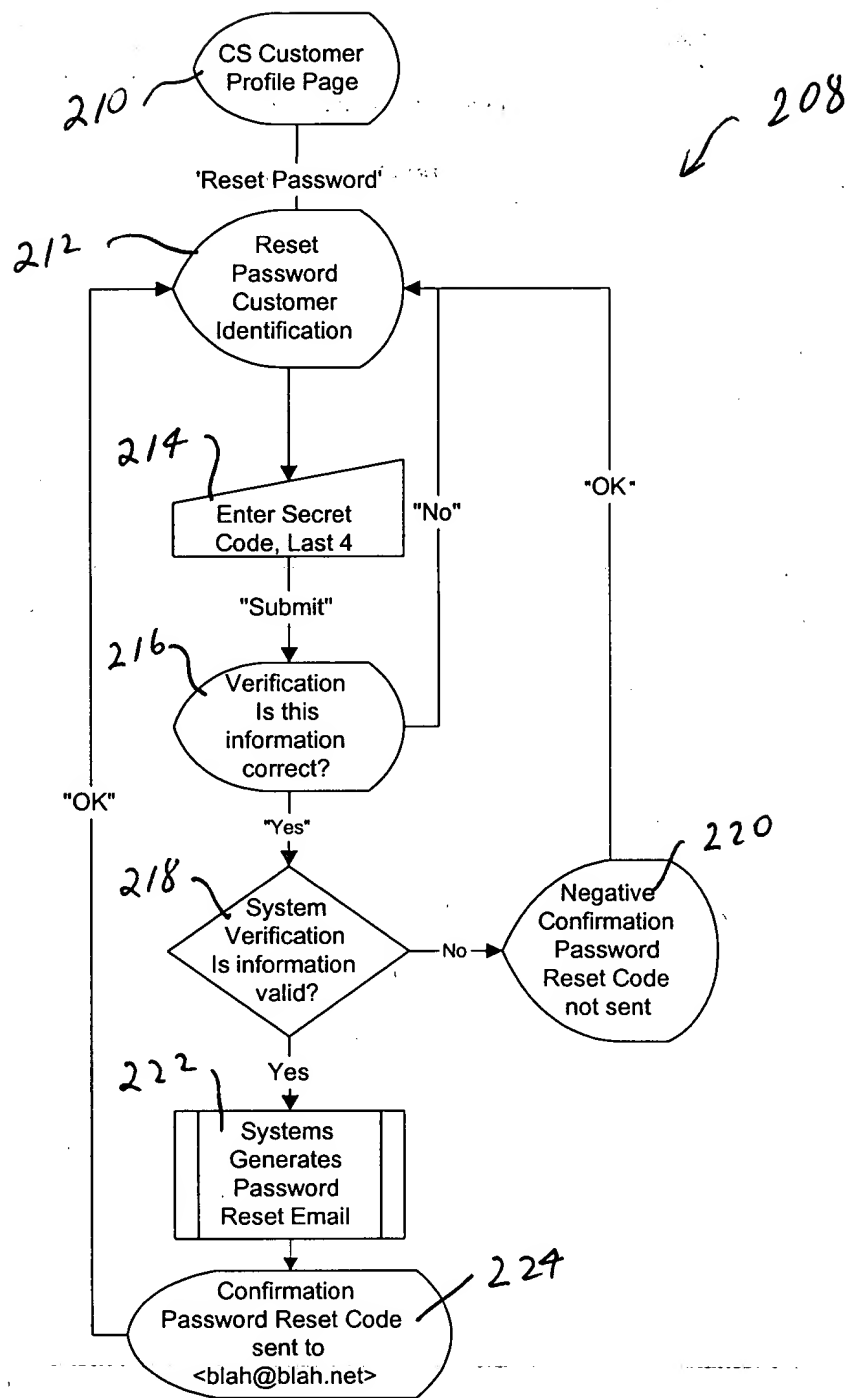 CS Customer
Profile Page
210
208
'Reset Password'
212
Reset
Password
Customer
Identification
214
Enter Secret
Code, Last 4
"No"
"OK"
"Submit"
216
Verification
Is this
information
correct?
"OK"
"Yes"
218
System
Verification
Is information
valid?
No
220
Negative
Confirmation
Password
Reset Code
not sent
Yes
222
Systems
Generates
Password
Reset Email
224
Confirmation
Password Reset Code
sent to
<blah@blah.net>